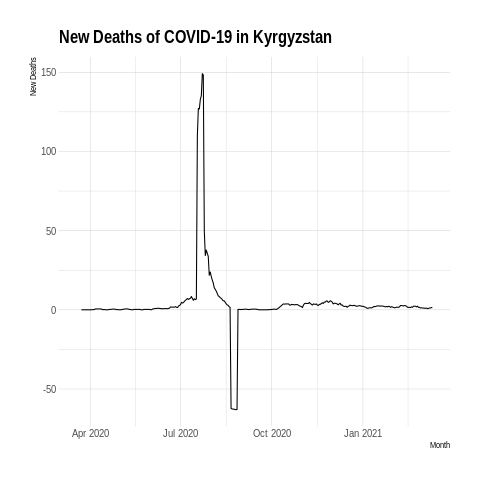 New Deaths of COVID-19 in Kyrgyzstan
New Deaths
150
100
50
0
-50
Apr 2020
Jul 2020
Oct 2020
Jan 2021
Month